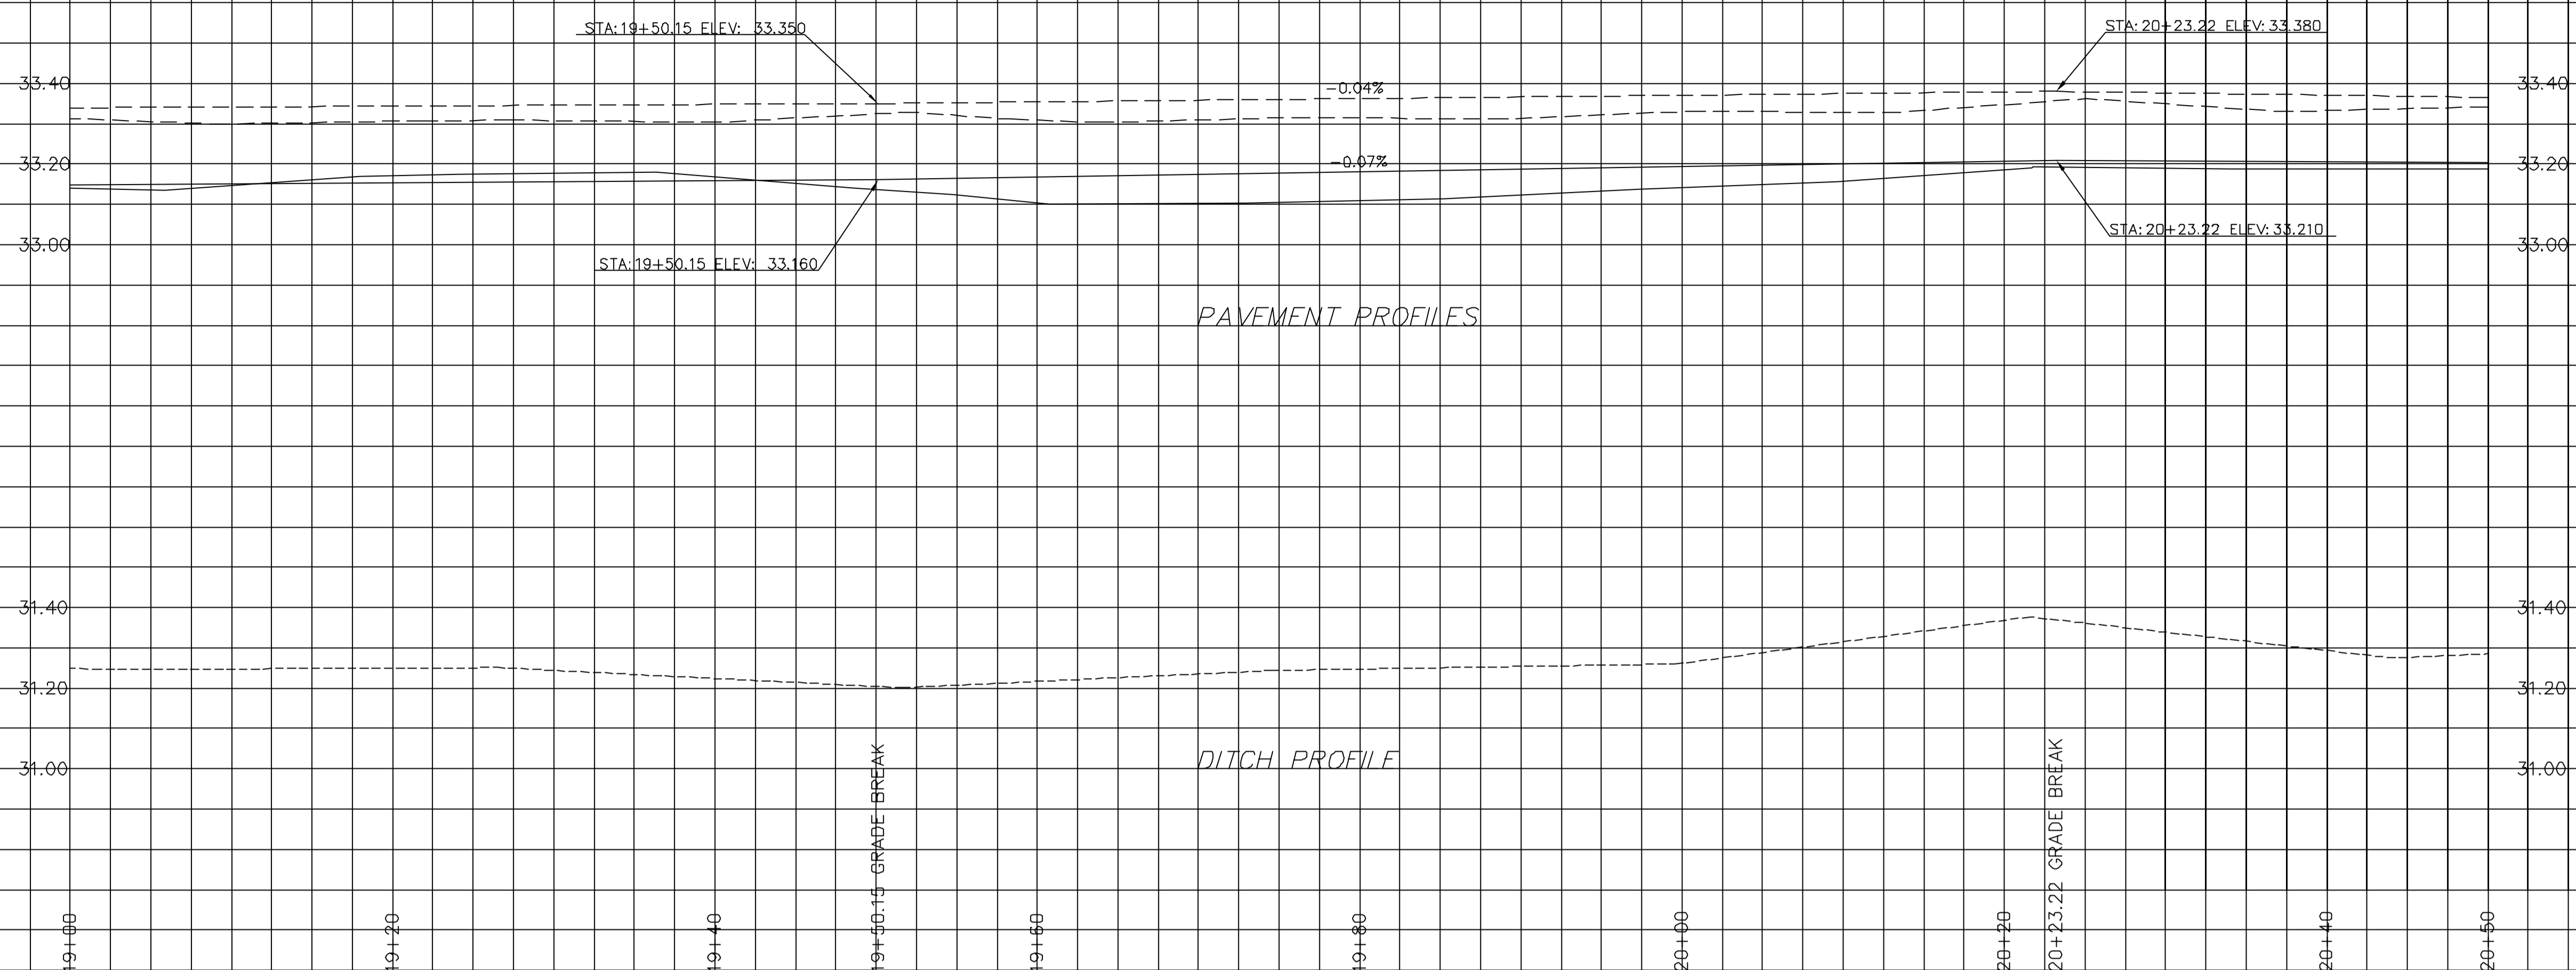 STA: 20+23.22 ELEV: 33.380
STA: 19+50.15 ELEV: 33.350
33.40
-0.04%
33.40
33.20
-0.07%
33.20
STA: 20+23.22 ELEV: 33.210
33.00
33.00
STA: 19+50.15 ELEV: 33.160
PAVEMENT PROFILES
31.40
31.40
31.20
31.20
DITCH PROFILE
31.00
31.00
19+00
19+20
19+40
19+50.15 GRADE BREAK
19+60
19+80
20+00
20+20
20+23.22 GRADE BREAK
20+40
20+50